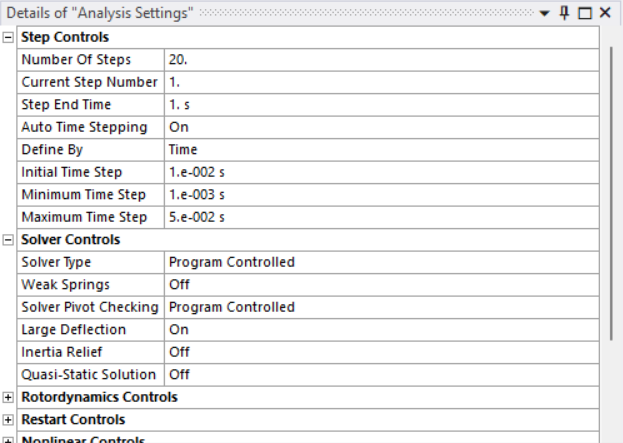 Details of "Analysis Settings"
Step Controls
Number Of Steps 20.
Current Step Number 1.
Step End Time 1. s
Auto Time Stepping On
Define By Time
Initial Time Step 1.e-002 s
Minimum Time Step 1.e-003 s
Maximum Time Step 5.e-002 s
Solver Controls
Solver Type Program Controlled
Weak Springs Off
Solver Pivot Checking Program Controlled
Large Deflection On
Inertia Relief Off
Quasi-Static Solution Off
Rotordynamics Controls
Restart Controls
Nonlinear Controls